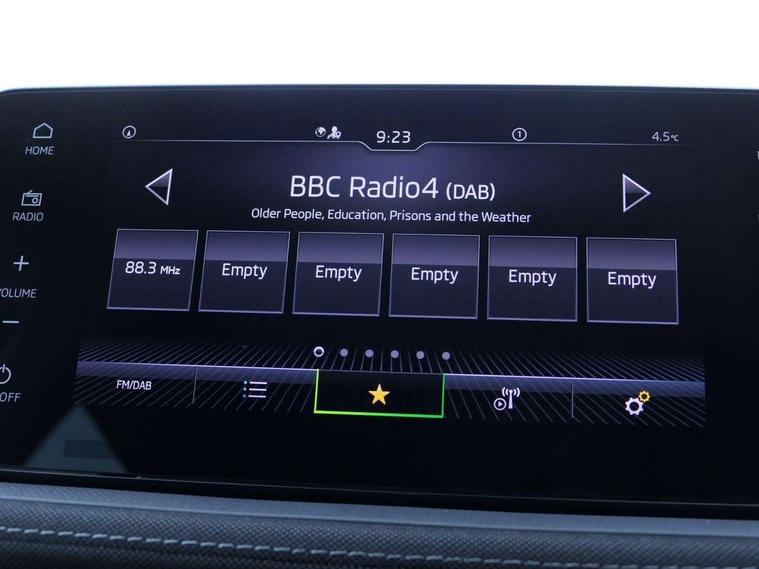 9:23
1
4.5°C
HOME
BBC Radio4 (DAB)
RADIO
Older People, Education, Prisons and the Weather
88.3 MHz
Empty
Empty
Empty
Empty
Empty
+
VOLUME
−
FM/DAB
OFF